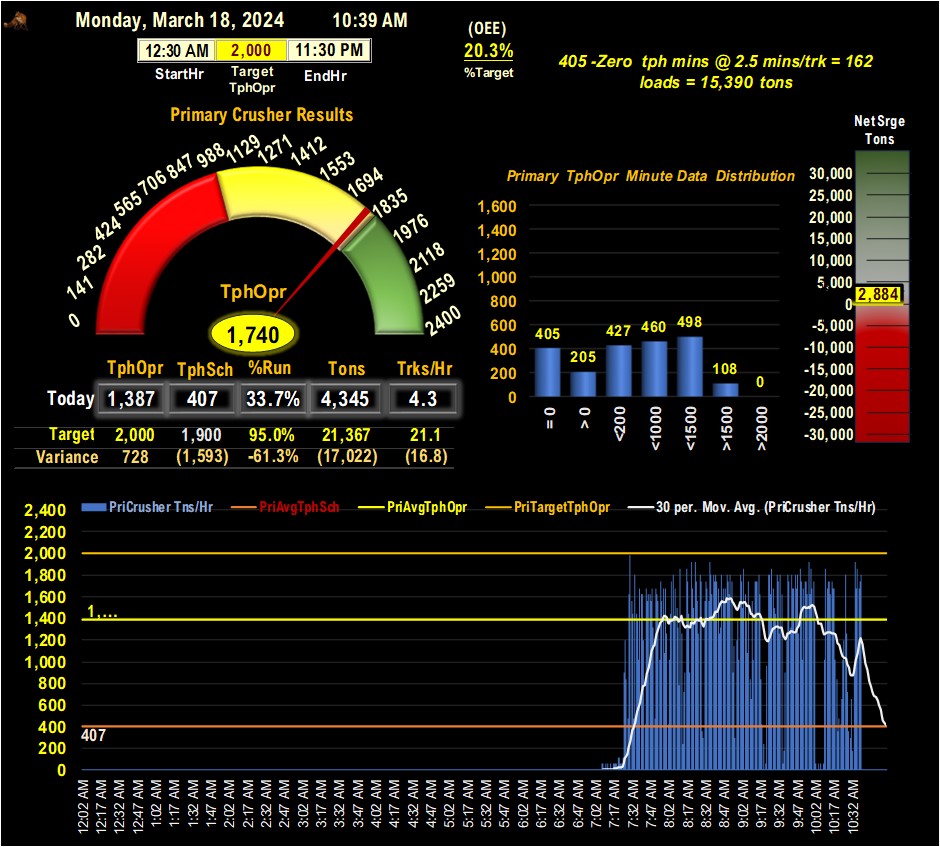 Monday, March 18, 2024 10:39 AM
12:30 AM 2,000 11:30 PM
StartHr Target TphOpr EndHr
(OEE)
20.3%
%Target
405 -Zero tph mins @ 2.5 mins/trk = 162
loads = 15,390 tons
Primary Crusher Results
0 141 282 424 565 706 847 988 1129 1271 1412 1553 1694 1835 1976 2118 2259 2400
TphOpr
1,740
TphOpr TphSch %Run Tons Trks/Hr
Today 1,387 407 33.7% 4,345 4.3
Target 2,000 1,900 95.0% 21,367 21.1
Variance 728 (1,593) -61.3% (17,022) (16.8)
Primary TphOpr Minute Data Distribution
1,600
1,400
1,200
1,000
800
600
400
200
0
405 205 427 460 498 108 0
= 0 > 0 <200 <1000 <1500 >1500 >2000
NetSrge
Tons
30,000
25,000
20,000
15,000
10,000
5,000
2,884
0
-5,000
-10,000
-15,000
-20,000
-25,000
-30,000
PriCrusher Tns/Hr PriAvgTphSch PriAvgTphOpr PriTargetTphOpr 30 per. Mov. Avg. (PriCrusher Tns/Hr)
2,400
2,200
2,000
1,800
1,600
1,400
1,200
1,000
800
600
400
200
0
1,...
407
12:02 AM 12:17 AM 12:32 AM 12:47 AM 1:02 AM 1:17 AM 1:32 AM 1:47 AM 2:02 AM 2:17 AM 2:32 AM 2:47 AM 3:02 AM 3:17 AM 3:32 AM 3:47 AM 4:02 AM 4:17 AM 4:32 AM 4:47 AM 5:02 AM 5:17 AM 5:32 AM 5:47 AM 6:02 AM 6:17 AM 6:32 AM 6:47 AM 7:02 AM 7:17 AM 7:32 AM 7:47 AM 8:02 AM 8:17 AM 8:32 AM 8:47 AM 9:02 AM 9:17 AM 9:32 AM 9:47 AM 10:02 AM 10:17 AM 10:32 AM